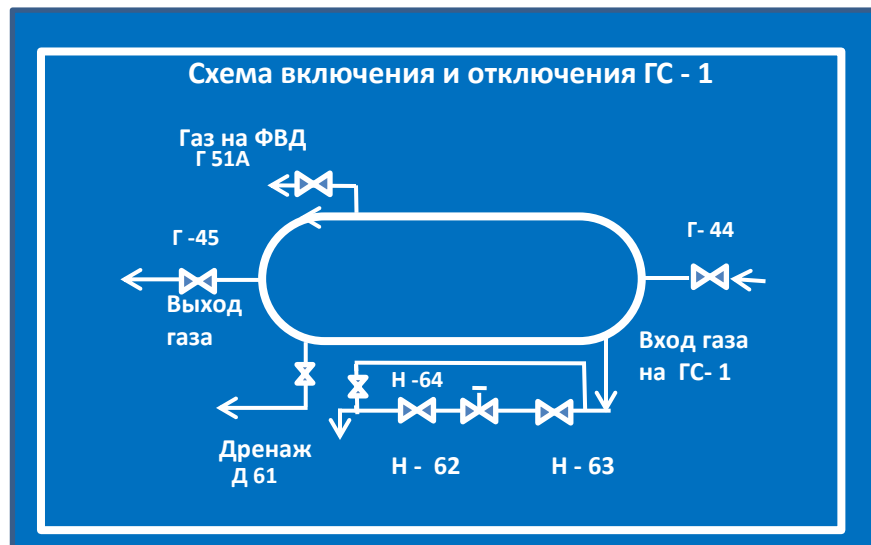 Схема включения и отключения ГС - 1
Газ на ФВД
Г 51А
Г -45
Г- 44
Выход
газа
Вход газа
на ГС- 1
Н -64
Дренаж
Д 61
Н - 62
Н - 63